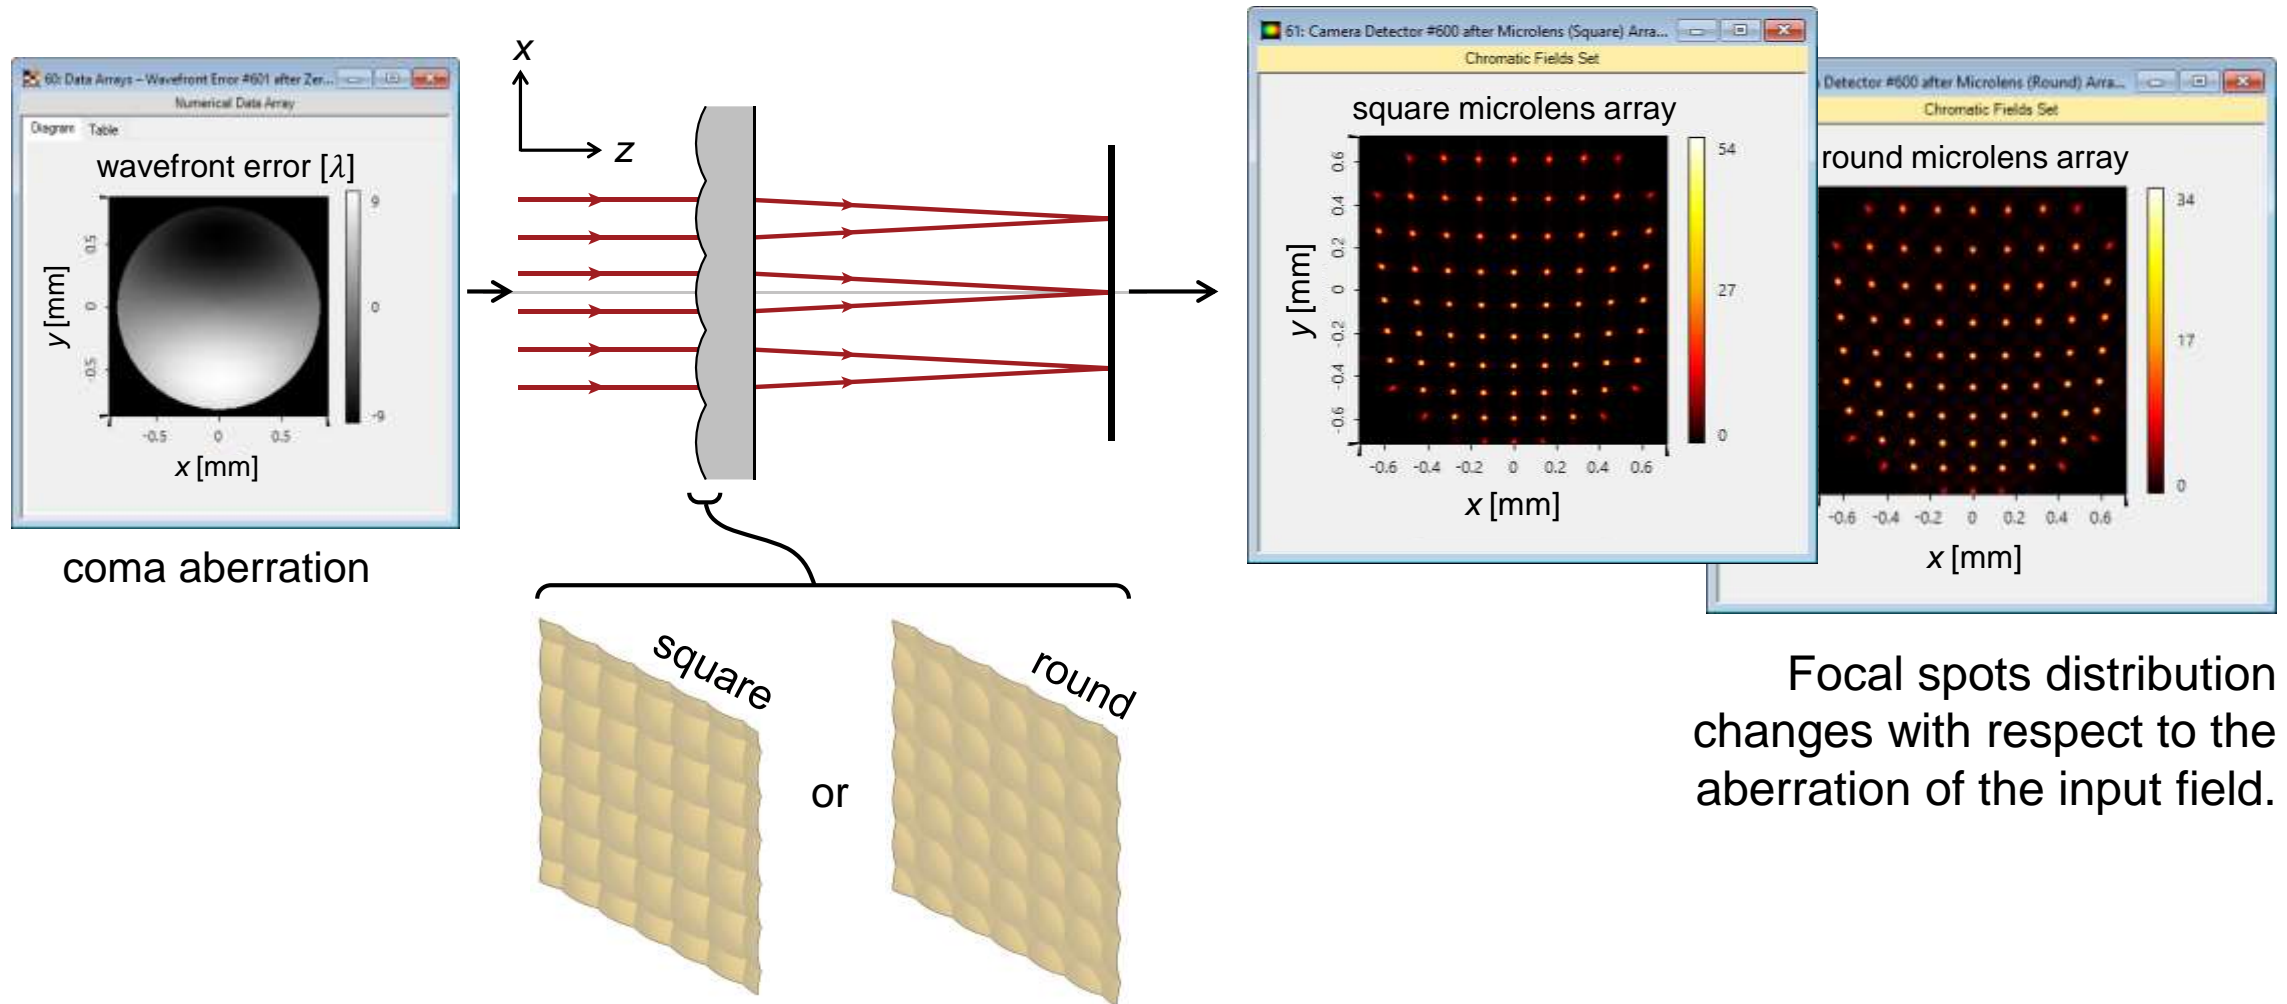 60: Data Arrays – Wavefront Error #601 after Zer...
Numerical Data Array
Diagram Table
wavefront error [λ]
9
0
-9
0.5
0
-0.5
y [mm]
-0.5 0 0.5
x [mm]
coma aberration
x
z
square
or
round
61: Camera Detector #600 after Microlens (Square) Arra...
Chromatic Fields Set
square microlens array
54
27
0
0.6
0.4
0.2
0
-0.2
-0.4
-0.6
y [mm]
-0.6 -0.4 -0.2 0 0.2 0.4 0.6
x [mm]
Detector #600 after Microlens (Round) Arra...
Chromatic Fields Set
round microlens array
34
17
0
-0.6 -0.4 -0.2 0 0.2 0.4 0.6
x [mm]
Focal spots distribution
changes with respect to the
aberration of the input field.